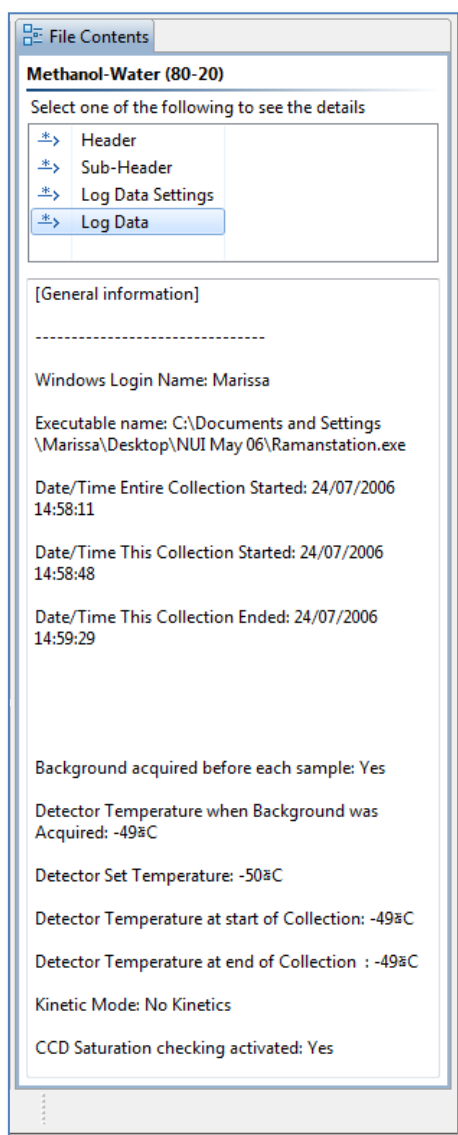 File Contents
Methanol-Water (80-20)
Select one of the following to see the details
Header
Sub-Header
Log Data Settings
Log Data
[General information]
--------------------------------
Windows Login Name: Marissa
Executable name: C:\Documents and Settings
\Marissa\Desktop\NUI May 06\Ramanstation.exe
Date/Time Entire Collection Started: 24/07/2006
14:58:11
Date/Time This Collection Started: 24/07/2006
14:58:48
Date/Time This Collection Ended: 24/07/2006
14:59:29
Background acquired before each sample: Yes
Detector Temperature when Background was
Acquired: -49ºC
Detector Set Temperature: -50ºC
Detector Temperature at start of Collection: -49ºC
Detector Temperature at end of Collection  : -49ºC
Kinetic Mode: No Kinetics
CCD Saturation checking activated: Yes